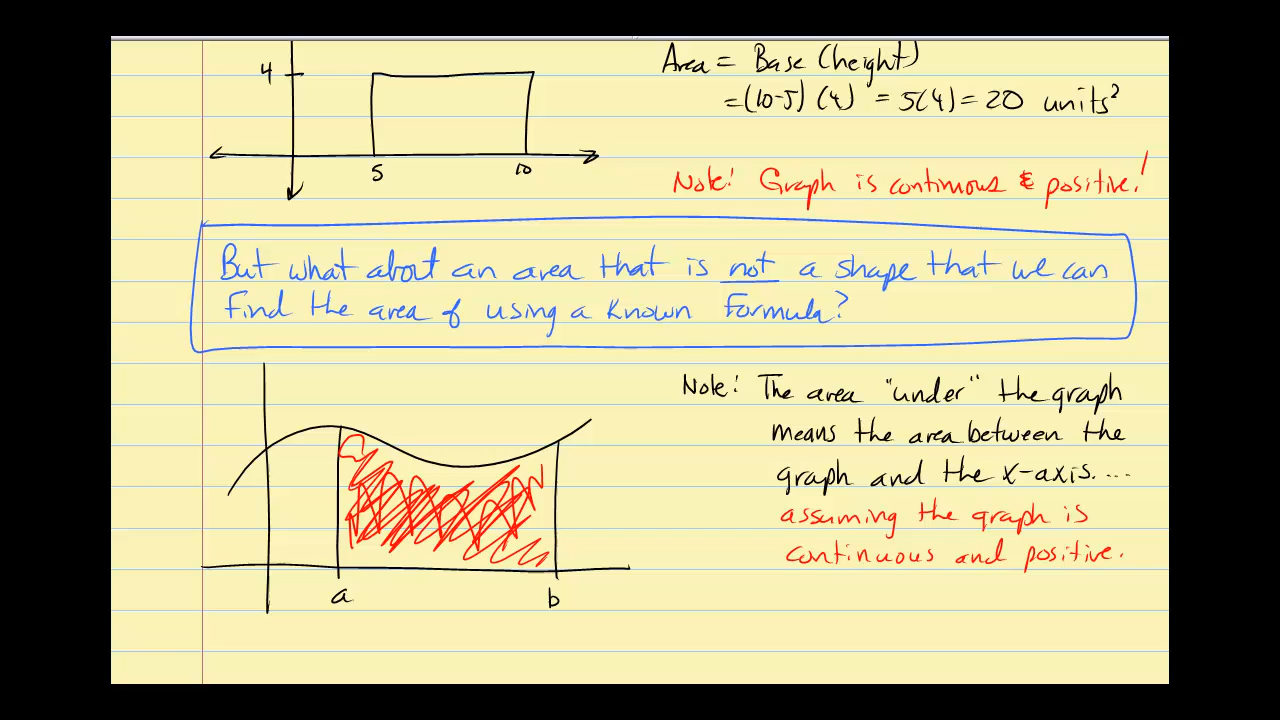 4
5
10
Area = Base (height)
= (10-5) (4) = 5(4) = 20 units²
Note! Graph is continuous & positive!
But what about an area that is not a shape that we can
find the area of using a known formula?
a
b
Note! The area "under" the graph
means the area between the
graph and the x-axis....
assuming the graph is
continuous and positive.